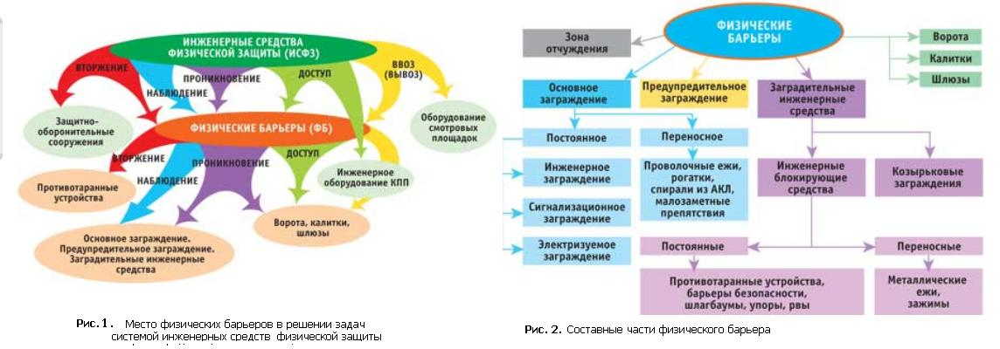 ИНЖЕНЕРНЫЕ СРЕДСТВА
ФИЗИЧЕСКОЙ ЗАЩИТЫ (ИСФЗ)
ВТОРЖЕНИЕ
НАБЛЮДЕНИЕ
ПРОНИКНОВЕНИЕ
ДОСТУП
ВВОЗ
(ВЫВОЗ)
Защитно-
оборонительные
сооружения
ФИЗИЧЕСКИЕ БАРЬЕРЫ (ФБ)
Оборудование
смотровых
площадок
ВТОРЖЕНИЕ
НАБЛЮДЕНИЕ
ПРОНИКНОВЕНИЕ
ДОСТУП
Инженерное
оборудование КПП
Противотаранные
устройства
Ворота, калитки,
шлюзы
Основное заграждение.
Предупредительное заграждение.
Заградительные инженерные
средства
Рис. 1. Место физических барьеров в решении задач
системой инженерных средств физической защиты
ФИЗИЧЕСКИЕ
БАРЬЕРЫ
Зона
отчуждения
Ворота
Калитки
Шлюзы
Основное
заграждение
Предупредительное
заграждение
Заградительные
инженерные
средства
Постоянное
Переносное
Инженерное
заграждение
Проволочные ежи,
рогатки,
спирали из АКЛ,
малозаметные
препятствия
Инженерные
блокирующие
средства
Козырьковые
заграждения
Сигнализационное
заграждение
Электризуемое
заграждение
Постоянные
Переносные
Противотаранные устройства,
барьеры безопасности,
шлагбаумы, упоры, рвы
Металлические
ежи,
зажимы
Рис. 2. Составные части физического барьера